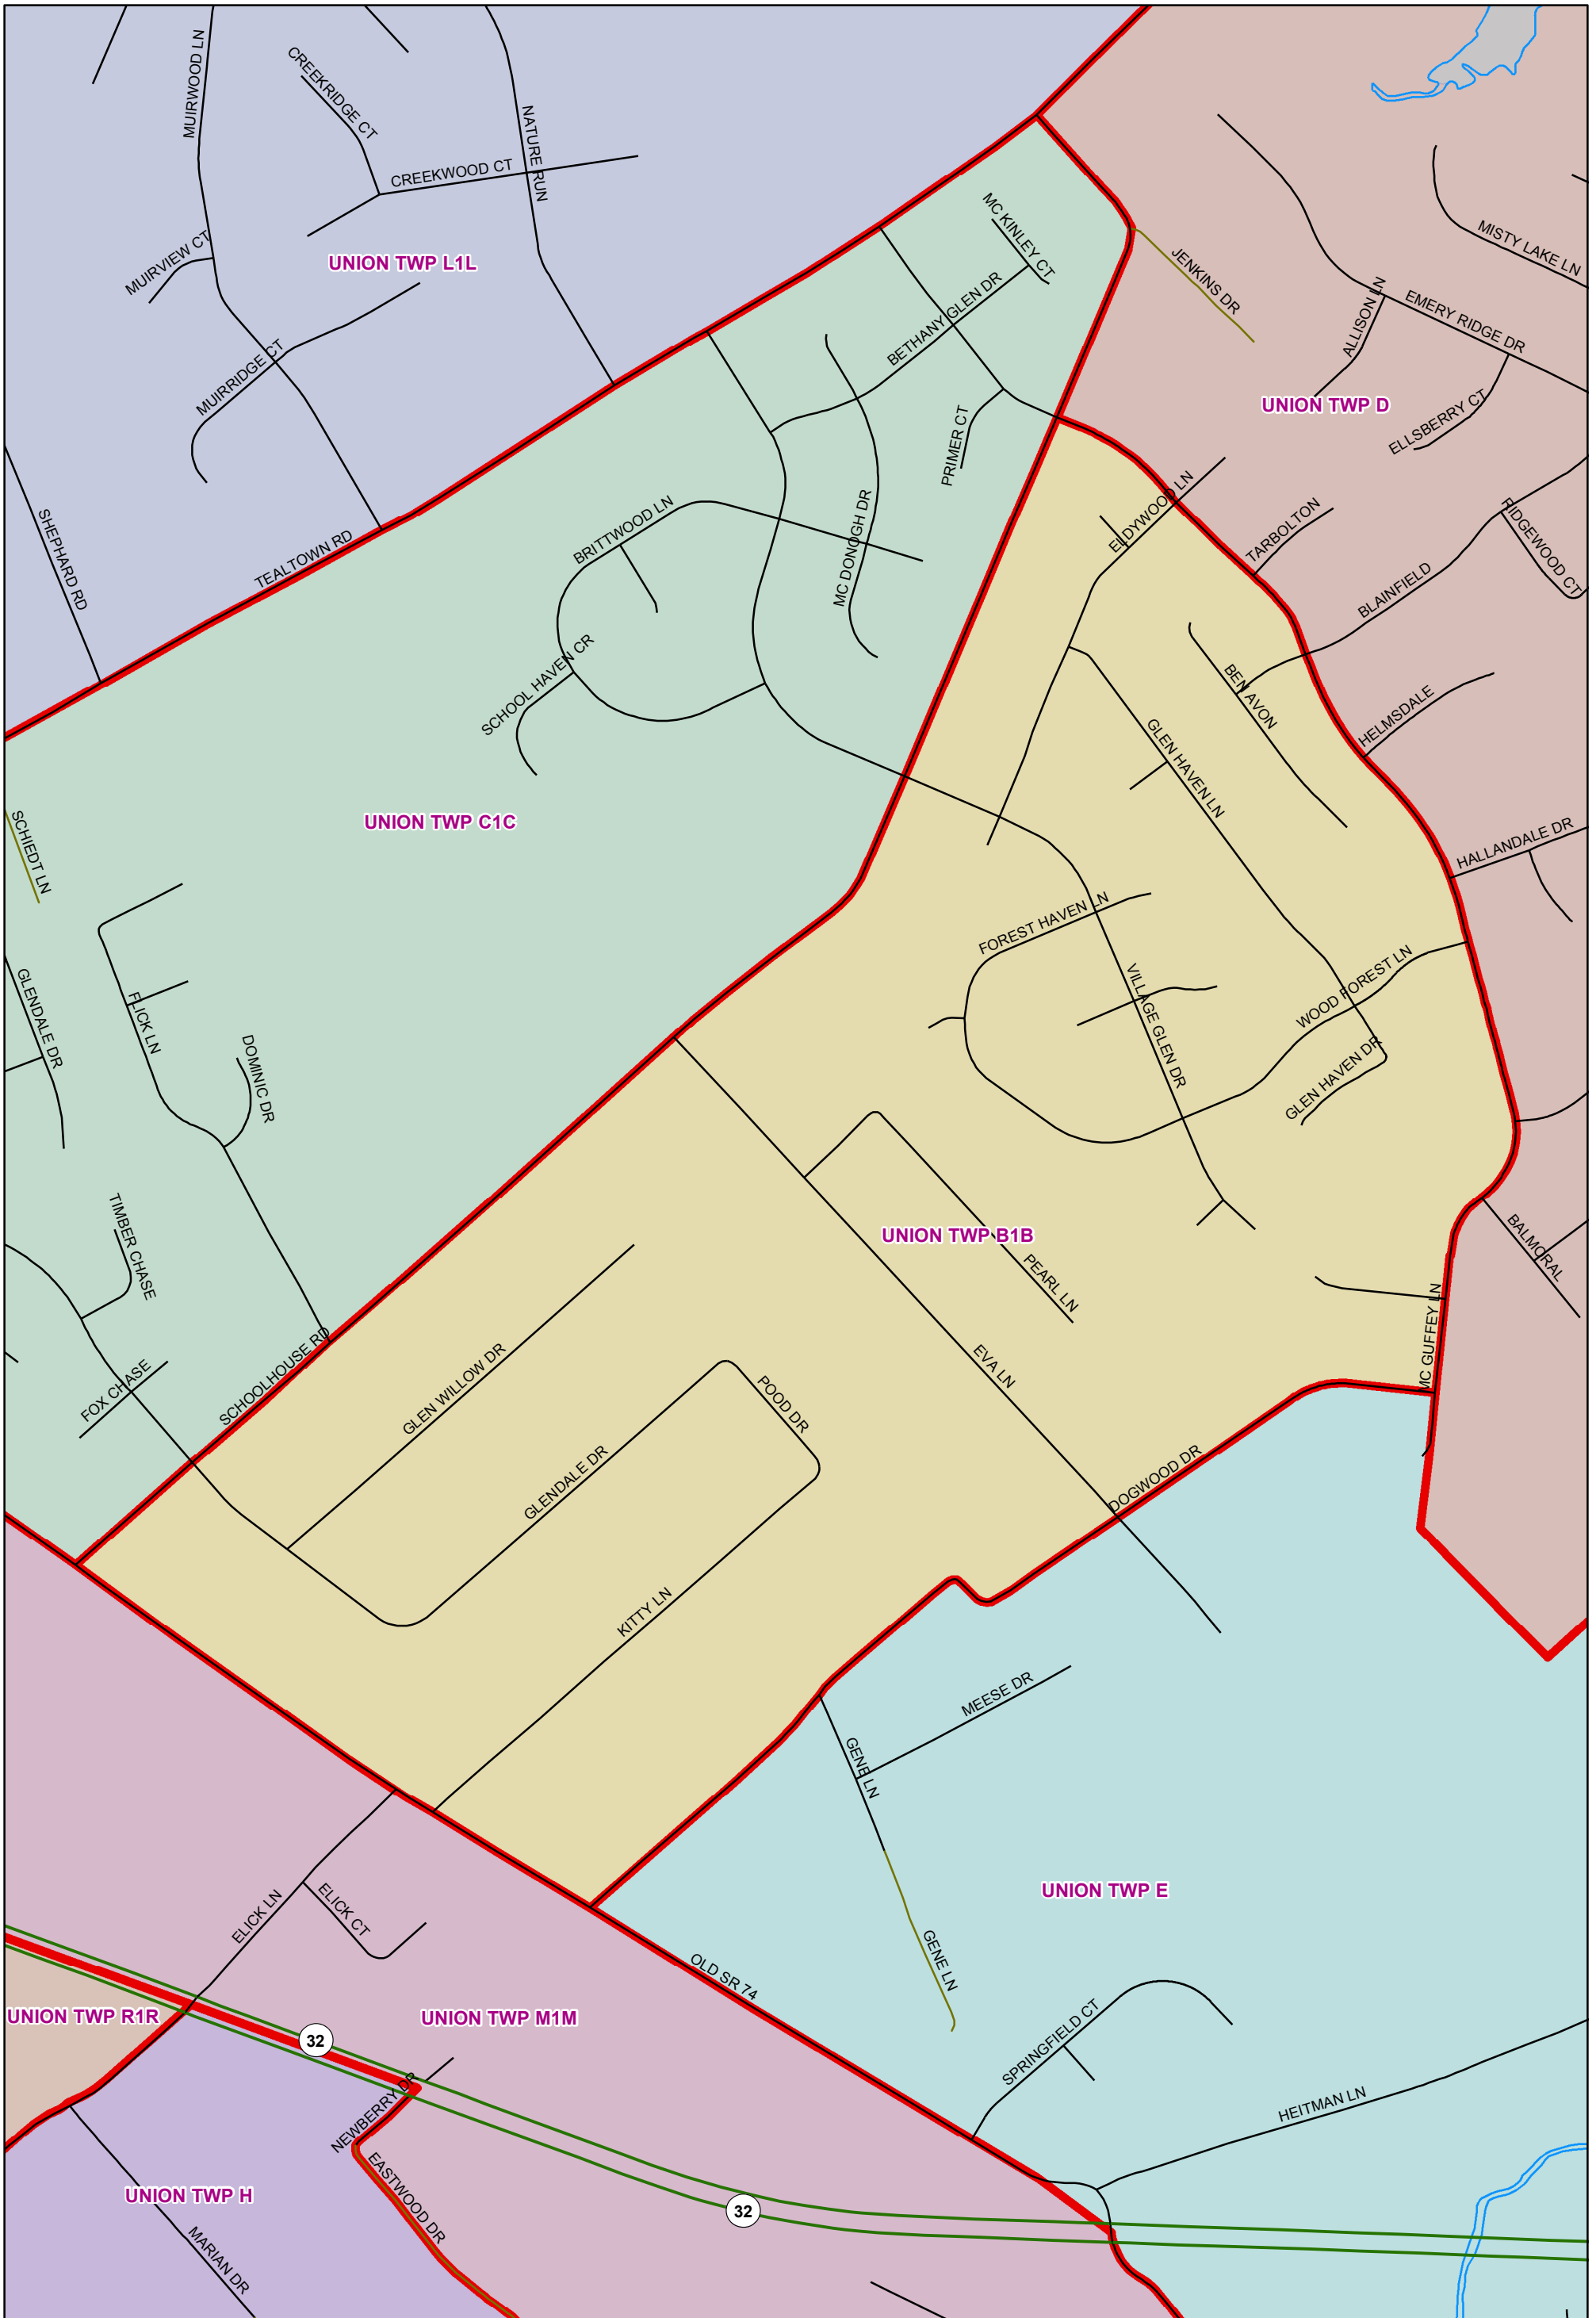 MUIRWOOD LN
CREEKRIDGE CT
NATURE RUN
CREEKWOOD CT
MUIRVIEW CT
UNION TWP L1L
MUIRRIDGE CT
SHEPHARD RD
TEALTOWN RD
MC KINLEY CT
BETHANY GLEN DR
JENKINS DR
MISTY LAKE LN
ALLISON LN
EMERY RIDGE DR
UNION TWP D
ELLSBERRY CT
PRIMER CT
MC DONOGH DR
BRITTWOOD LN
ELDYWOOD LN
TARBOLTON
RIDGEWOOD CT
BLAINFIELD
SCHOOL HAVEN CR
BEN AVON
HELMSDALE
GLEN HAVEN LN
UNION TWP C1C
SCHIEDT LN
HALLANDALE DR
FOREST HAVEN LN
GLENDALE DR
FLICK LN
DOMINIC DR
VILLAGE GLEN DR
WOOD FOREST LN
GLEN HAVEN DR
TIMBER CHASE
UNION TWP B1B
PEARL LN
BALMORAL
MC GUFFEY LN
FOX CHASE
SCHOOLHOUSE RD
GLEN WILLOW DR
EVA LN
POOD DR
GLENDALE DR
DOGWOOD DR
KITTY LN
MEESE DR
GENE LN
UNION TWP E
ELICK LN
ELICK CT
GENE LN
OLD SR 74
UNION TWP R1R
UNION TWP M1M
32
SPRINGFIELD CT
NEWBERRY DR
HEITMAN LN
EASTWOOD DR
UNION TWP H
32
MARIAN DR